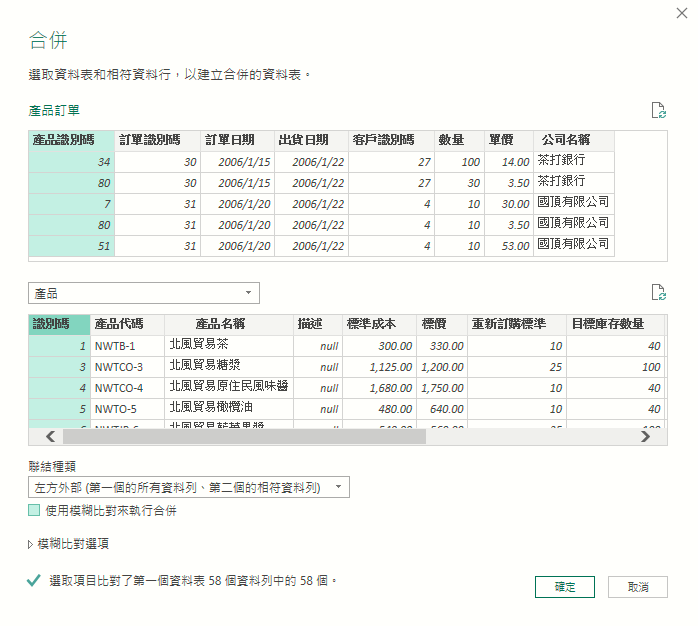 合併
選取資料表和相符資料行，以建立合併的資料表。
產品訂單
產品識別碼 訂單識別碼 訂單日期 出貨日期 客戶識別碼 數量 單價 公司名稱
34 30 2006/1/15 2006/1/22 27 100 14.00 茶打銀行
80 30 2006/1/15 2006/1/22 27 30 3.50 茶打銀行
7 31 2006/1/20 2006/1/22 4 10 30.00 國頂有限公司
80 31 2006/1/20 2006/1/22 4 10 3.50 國頂有限公司
51 31 2006/1/20 2006/1/22 4 10 53.00 國頂有限公司
產品
識別碼 產品代碼 產品名稱 描述 標準成本 標價 重新訂購標準 目標庫存數量
1 NWTB-1 北風貿易茶 null 300.00 330.00 10 40
3 NWTCO-3 北風貿易糖漿 null 1,125.00 1,200.00 25 100
4 NWTCO-4 北風貿易原住民風味醬 null 1,680.00 1,750.00 10 40
5 NWTO-5 北風貿易橄欖油 null 480.00 640.00 10 40
聯結種類
左方外部 (第一個的所有資料列、第二個的相符資料列)
使用模糊比對來執行合併
模糊比對選項
選取項目比對了第一個資料表 58 個資料列中的 58 個。
確定 取消